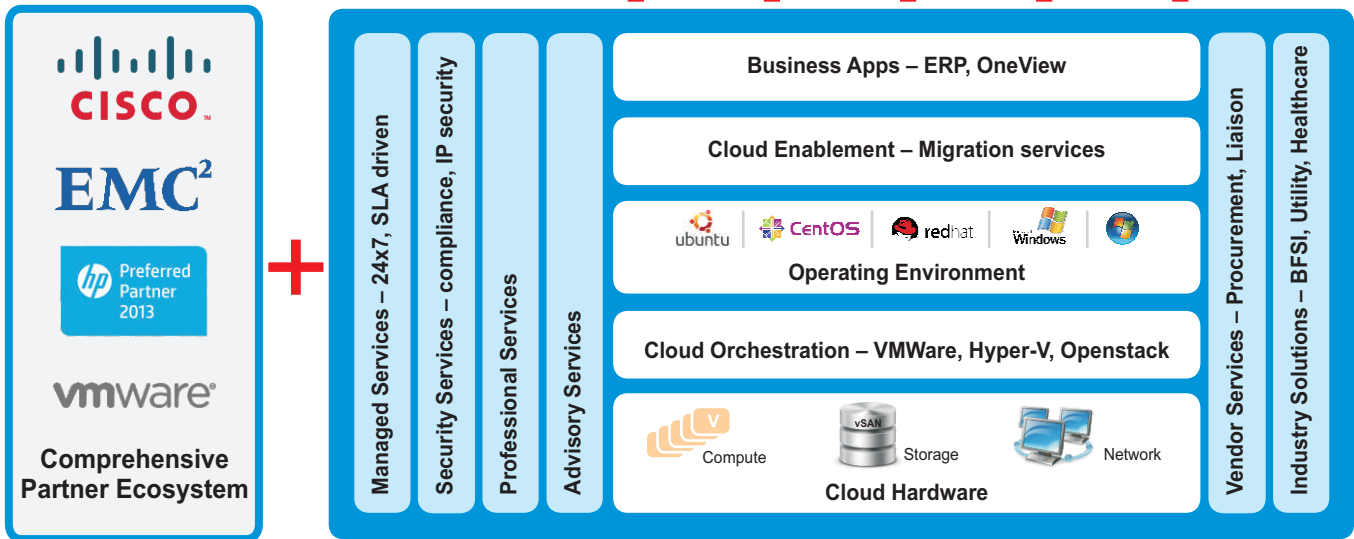 CISCO™
EMC²
hp Preferred
Partner
2013
vmware®
Comprehensive
Partner Ecosystem
+
Managed Services – 24x7, SLA driven
Security Services – compliance, IP security
Professional Services
Advisory Services
Business Apps – ERP, OneView
Cloud Enablement – Migration services
ubuntu
CentOS
redhat.
Windows
Operating Environment
Cloud Orchestration – VMWare, Hyper-V, Openstack
V
Compute
vSAN
Storage
Network
Cloud Hardware
Vendor Services – Procurement, Liaison
Industry Solutions – BFSI, Utility, Healthcare